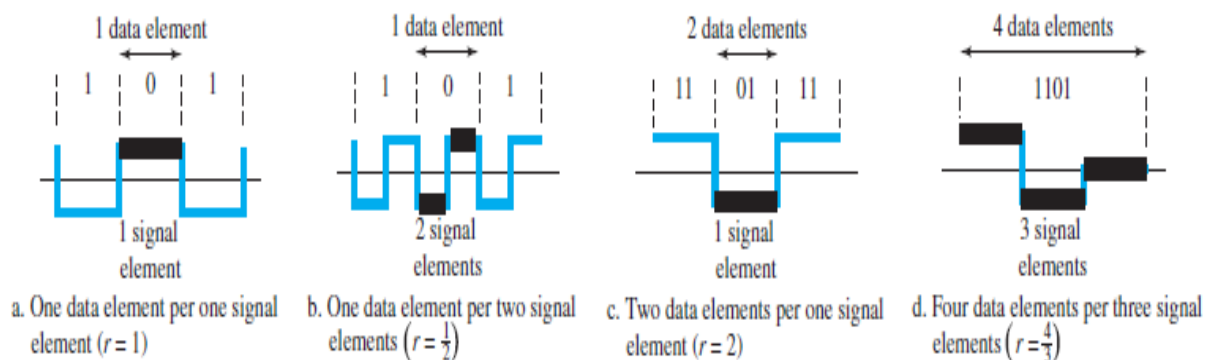 1 data element
1 0 1
1 signal
element
a. One data element per one signal
element (r = 1)
1 data element
1 0 1
2 signal
elements
b. One data element per two signal
elements (r = 1/2)
2 data elements
11 01 11
1 signal
element
c. Two data elements per one signal
element (r = 2)
4 data elements
1101
3 signal
elements
d. Four data elements per three signal
elements (r = 4/